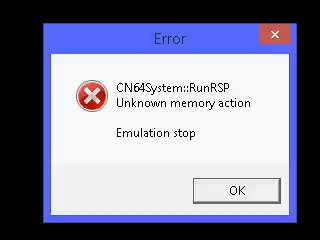 Error
CN64System::RunRSP
Unknown memory action
Emulation stop
OK